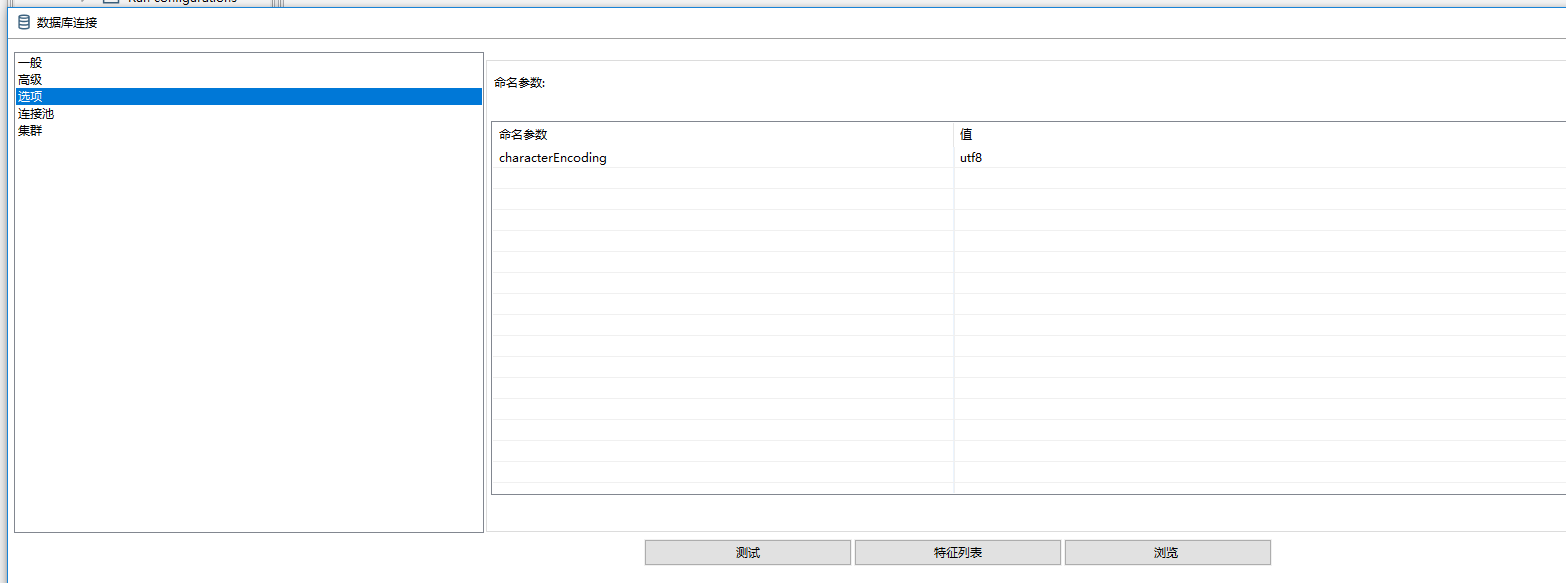 Run configurations
数据库连接
一般
高级
选项
连接池
集群
命名参数:
命名参数 值
characterEncoding utf8
测试 特征列表 浏览